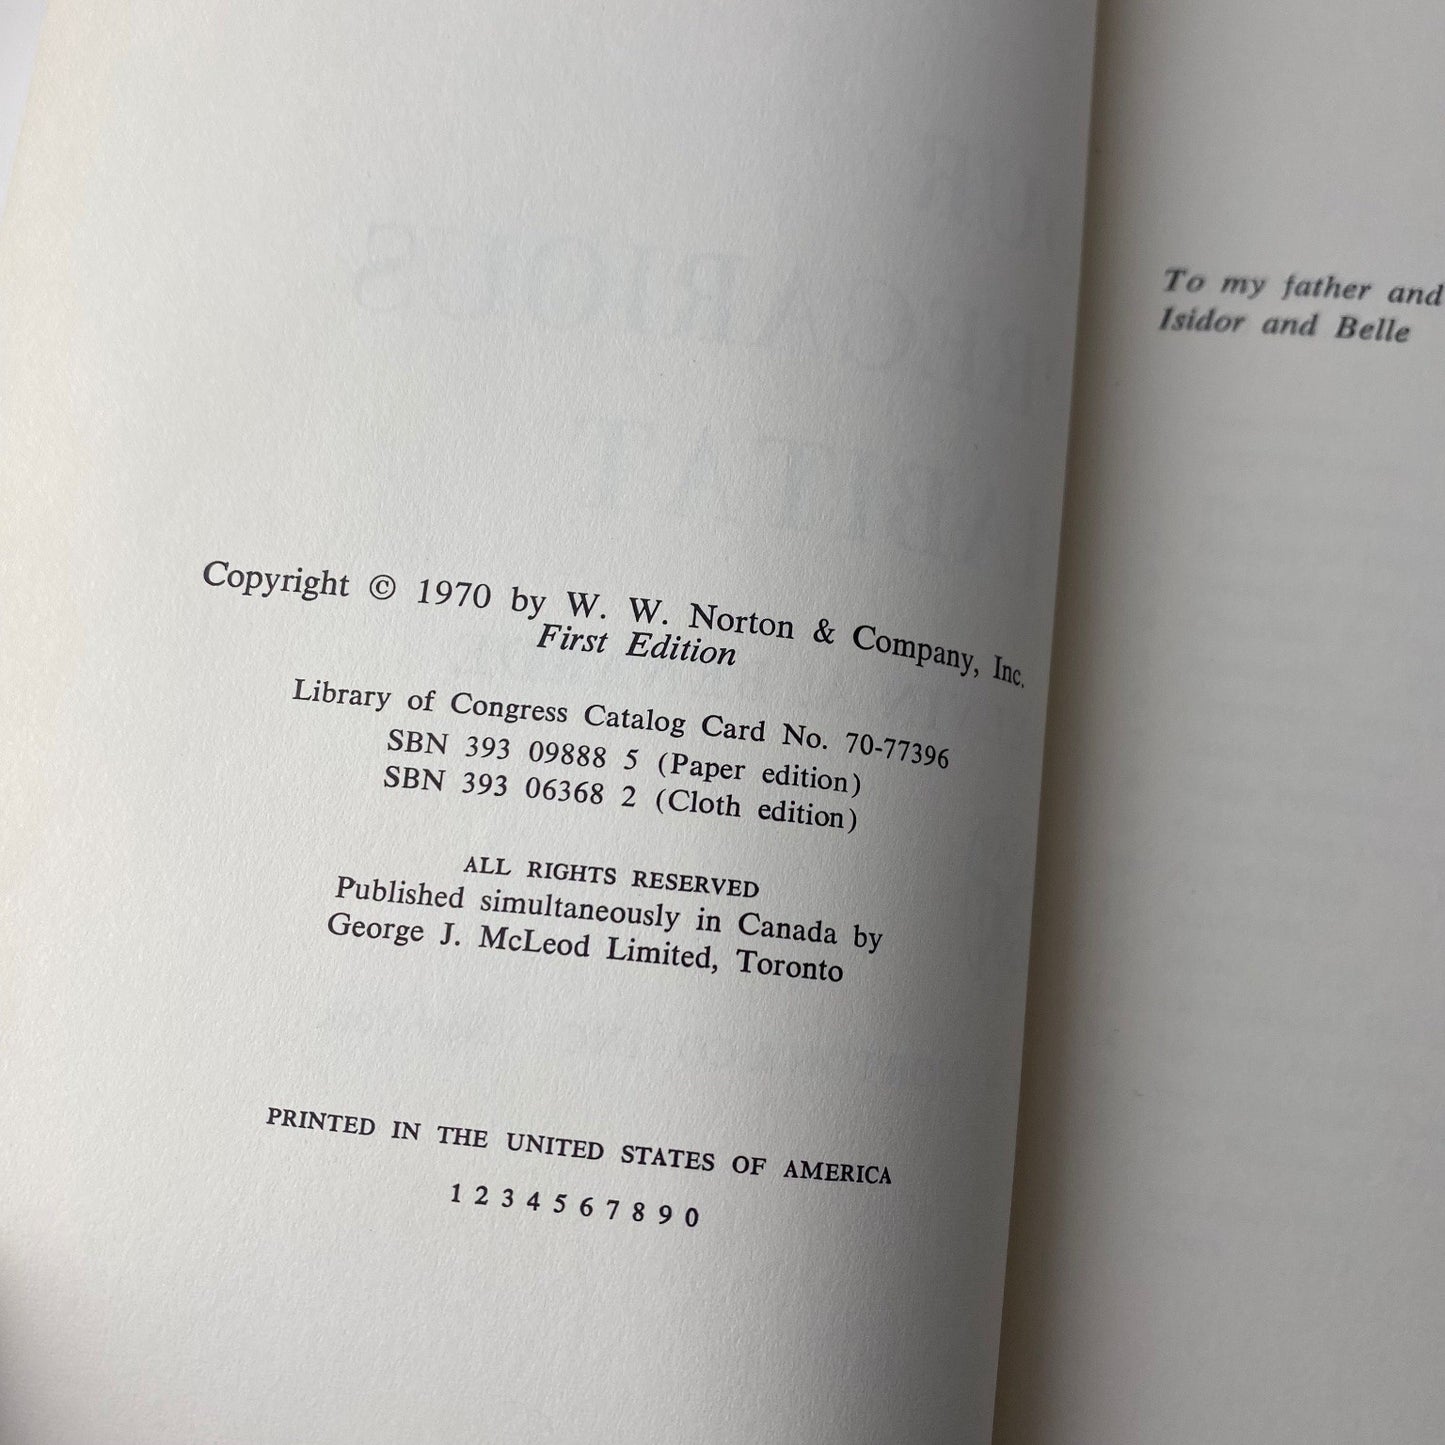 Copyright © 1970 by W. W. Norton & Company, Inc.
First Edition
Library of Congress Catalog Card No. 70-77396
SBN 393 09888 5 (Paper edition)
SBN 393 06368 2 (Cloth edition)
ALL RIGHTS RESERVED
Published simultaneously in Canada by
George J. McLeod Limited, Toronto
PRINTED IN THE UNITED STATES OF AMERICA
1 2 3 4 5 6 7 8 9 0
To my father and
Isidor and Belle